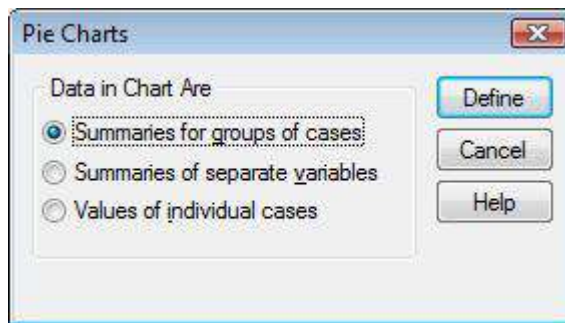 Pie Charts
Data in Chart Are
Summaries for groups of cases
Summaries of separate variables
Values of individual cases
Define
Cancel
Help